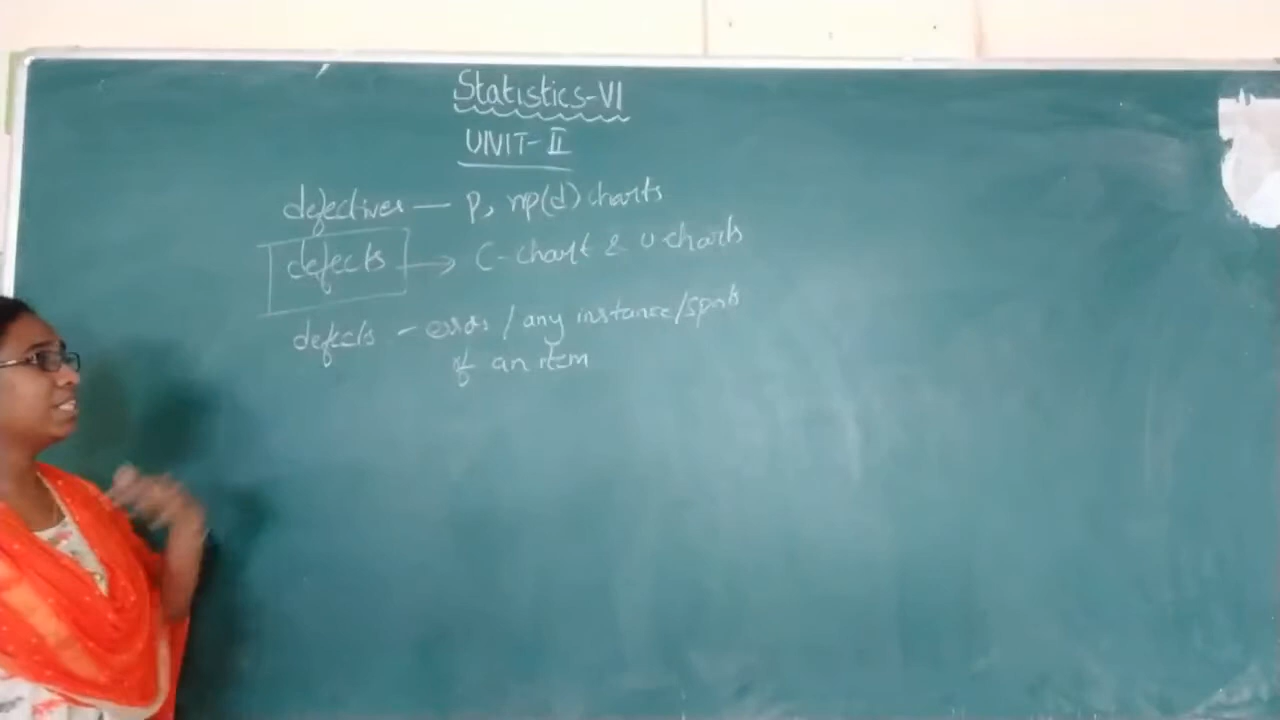 Statistics-VI
UNIT-II
defectives — p, np(d) charts
defects → C-chart & U charts
defects - errors / any instance/spots
of an item